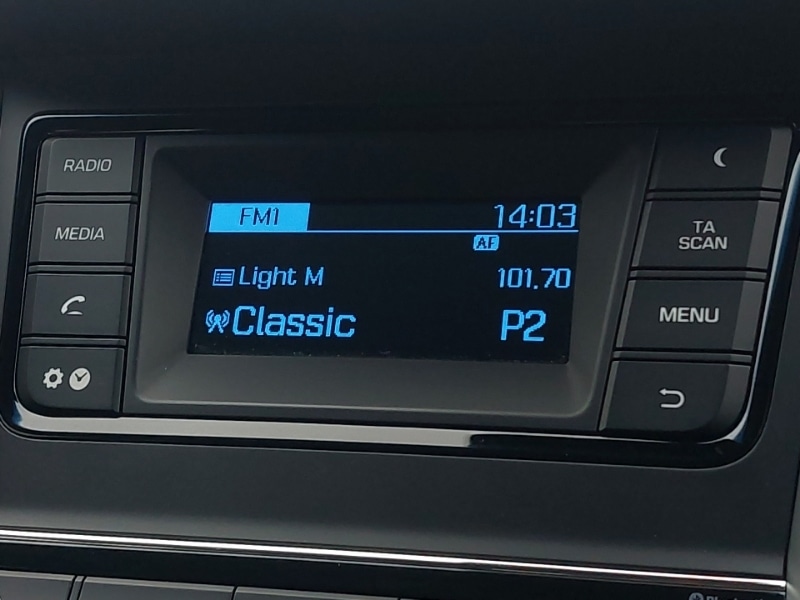 RADIO
MEDIA
FM1 14:03
AF
Light M 101.70
Classic P2
TA
SCAN
MENU